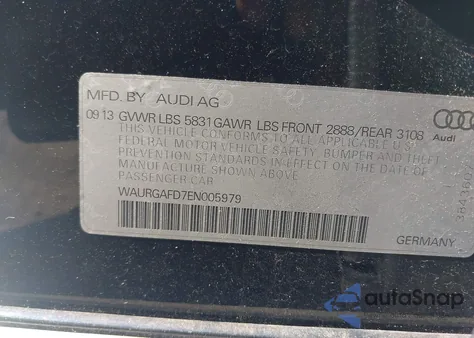 MFD. BY AUDI AG
09 13 GVWR LBS 5831 GAWR LBS FRONT 2888/REAR 3108
Audi
THIS VEHICLE CONFORMS TO ALL APPLICABLE U.S.
FEDERAL MOTOR VEHICLE SAFETY, BUMPER AND THEFT
PREVENTION STANDARDS IN EFFECT ON THE DATE OF
MANUFACTURE SHOWN ABOVE.
PASSENGER CAR
WAURGAFD7EN005979
GERMANY
autoSnap